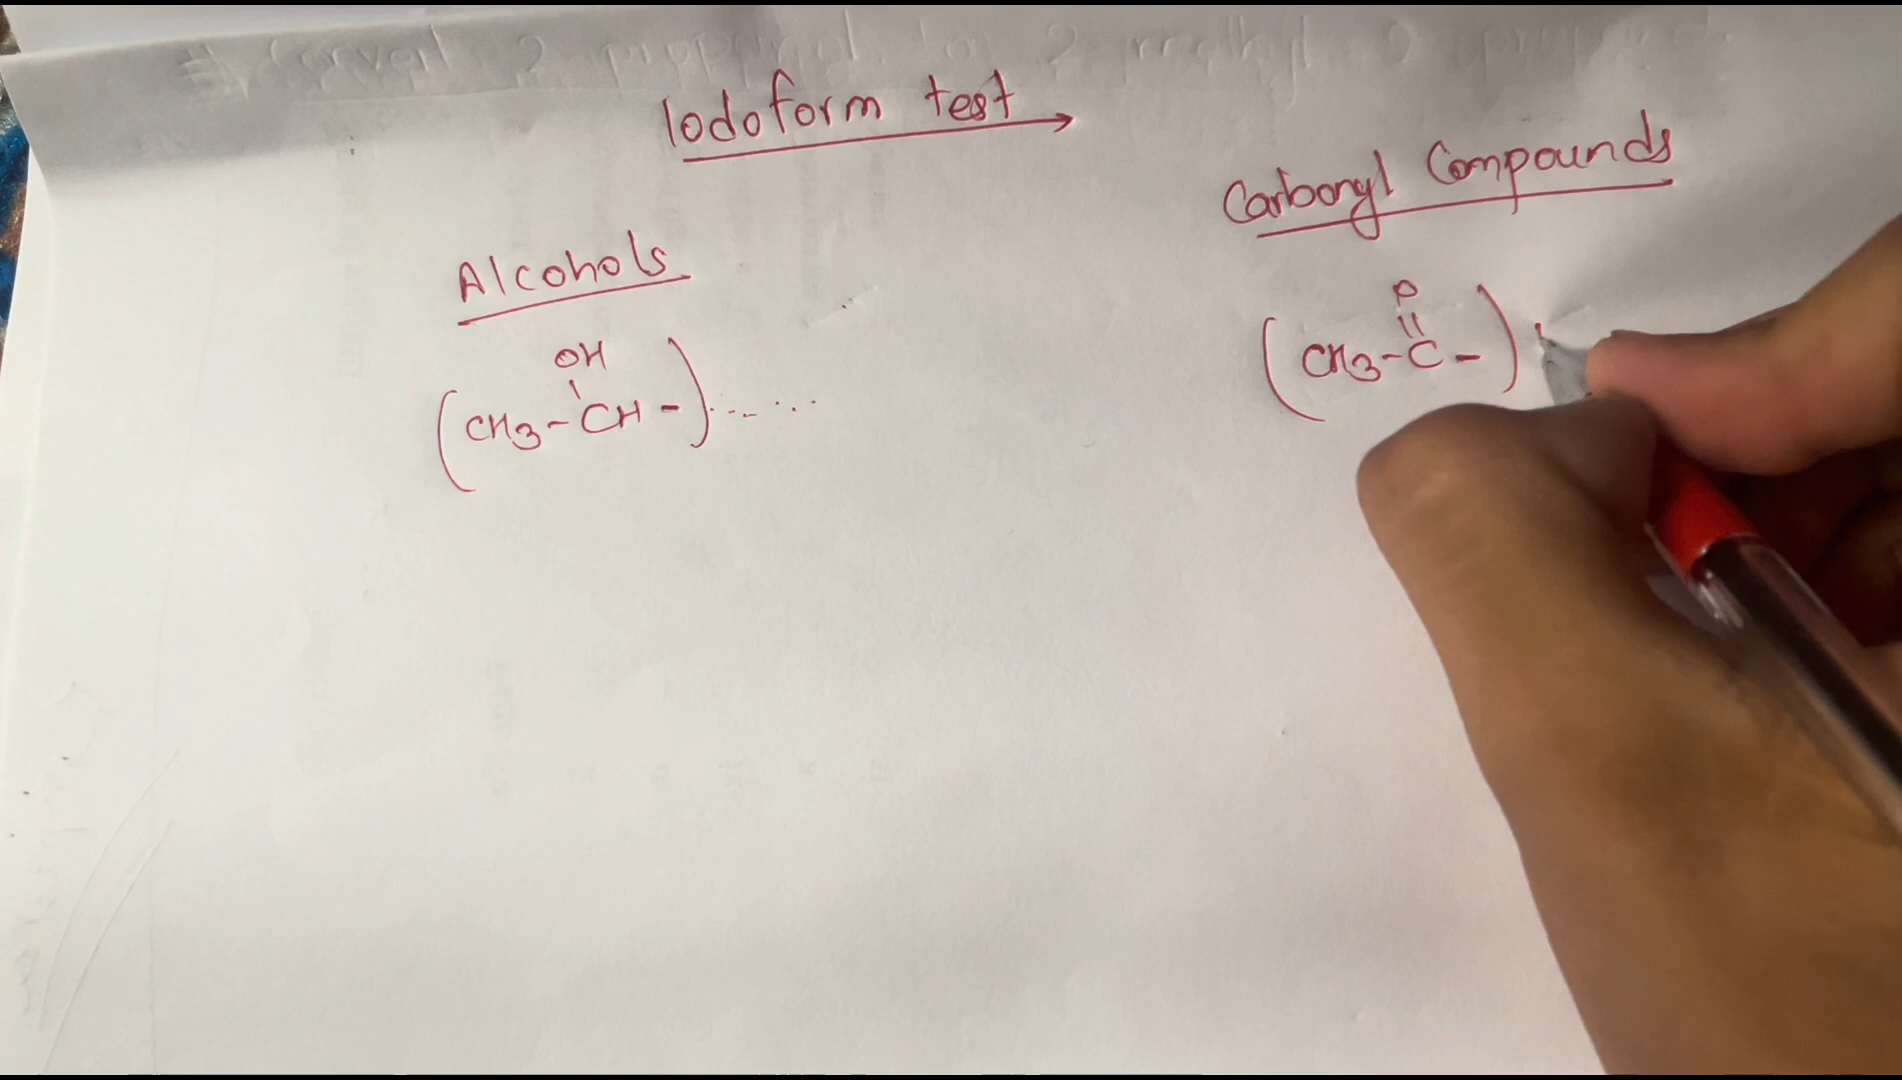 Iodoform test
Carbonyl Compounds
Alcohols
O
||
(CH3-C-)
OH
(CH3-CH-)......